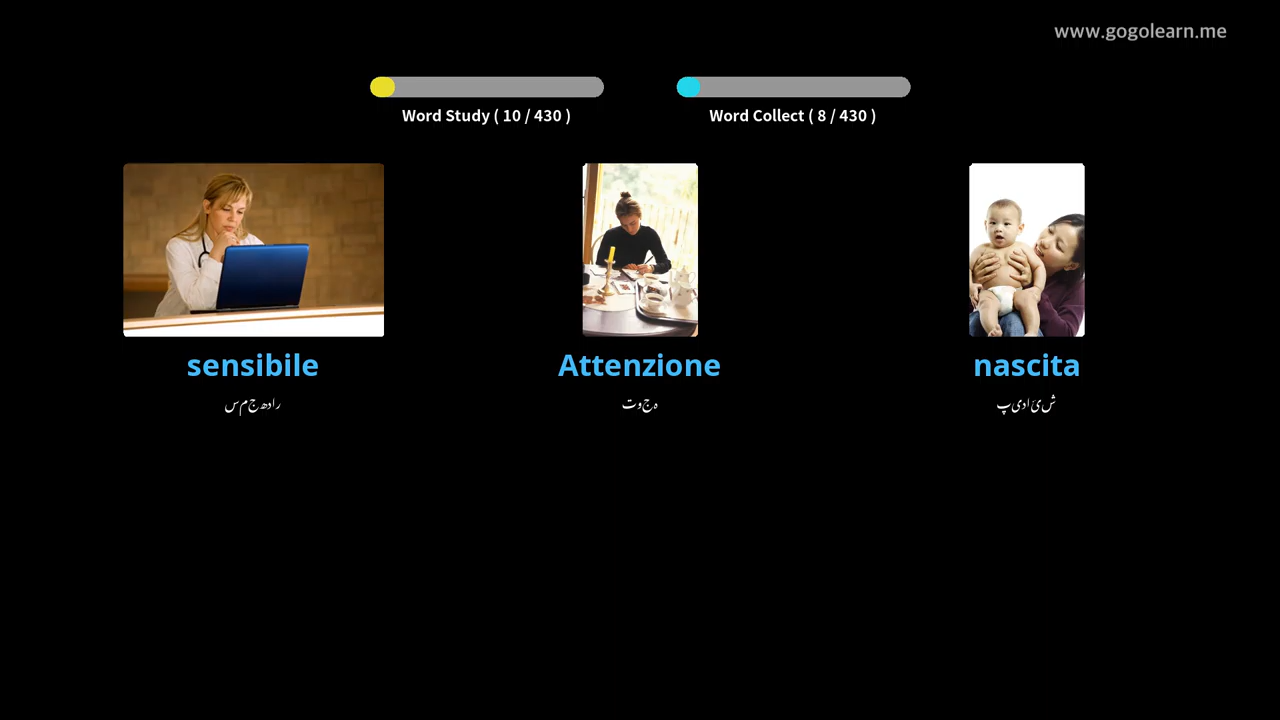 www.gogolearn.me
Word Study ( 10 / 430 )
Word Collect ( 8 / 430 )
sensibile
سمجھدار
Attenzione
توجہ
nascita
پیدائش